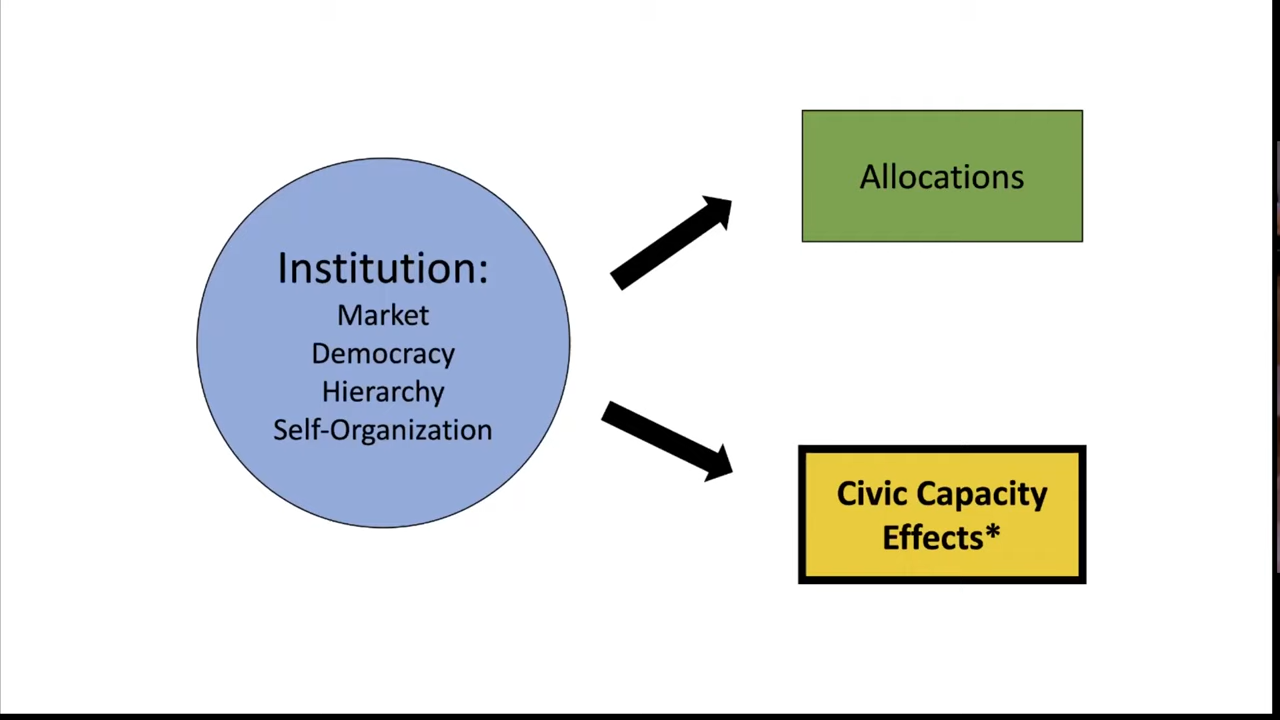 Institution:
Market
Democracy
Hierarchy
Self-Organization
Allocations
Civic Capacity
Effects*